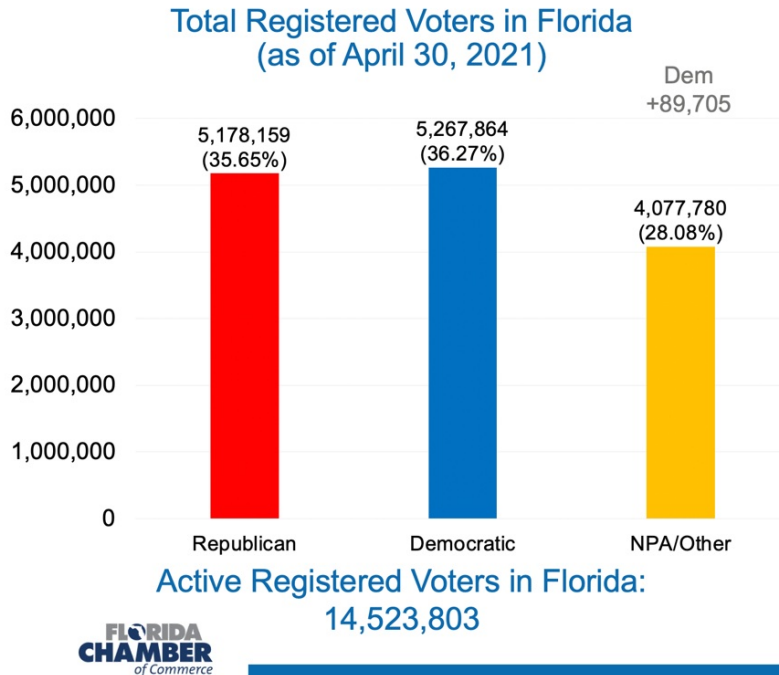 Total Registered Voters in Florida
(as of April 30, 2021)
Dem
+89,705
6,000,000
5,000,000
4,000,000
3,000,000
2,000,000
1,000,000
0
5,178,159
(35.65%)
5,267,864
(36.27%)
4,077,780
(28.08%)
Republican
Democratic
NPA/Other
Active Registered Voters in Florida:
14,523,803
FLORIDA
CHAMBER
of Commerce